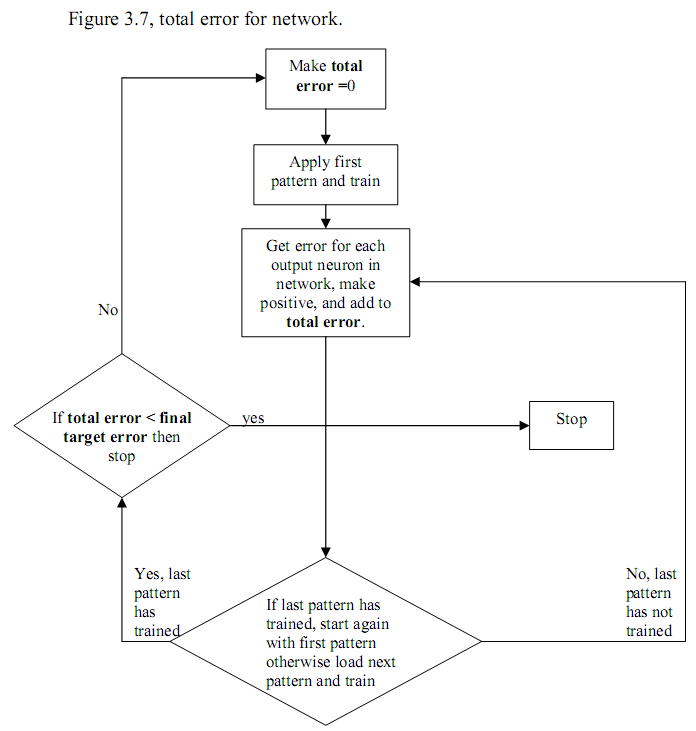 Figure 3.7, total error for network.
Make total
error =0
Apply first
pattern and train
Get error for each
output neuron in
network, make
positive, and add to
total error.
No
If total error < final
target error then
stop
yes
Stop
Yes, last
pattern
has
trained
If last pattern has
trained, start again
with first pattern
otherwise load next
pattern and train
No, last
pattern
has not
trained